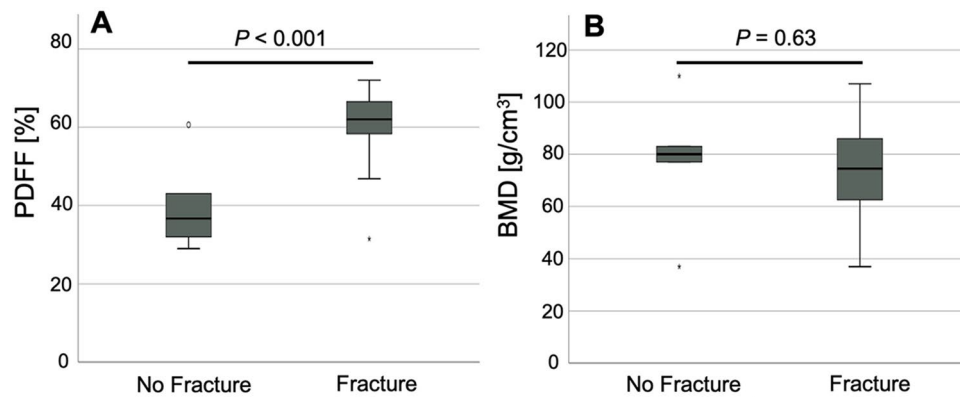 A
P < 0.001
PDFF [%]
80
60
40
20
0
No Fracture
Fracture
B
P = 0.63
BMD [g/cm³]
120
100
80
60
40
20
0
No Fracture
Fracture